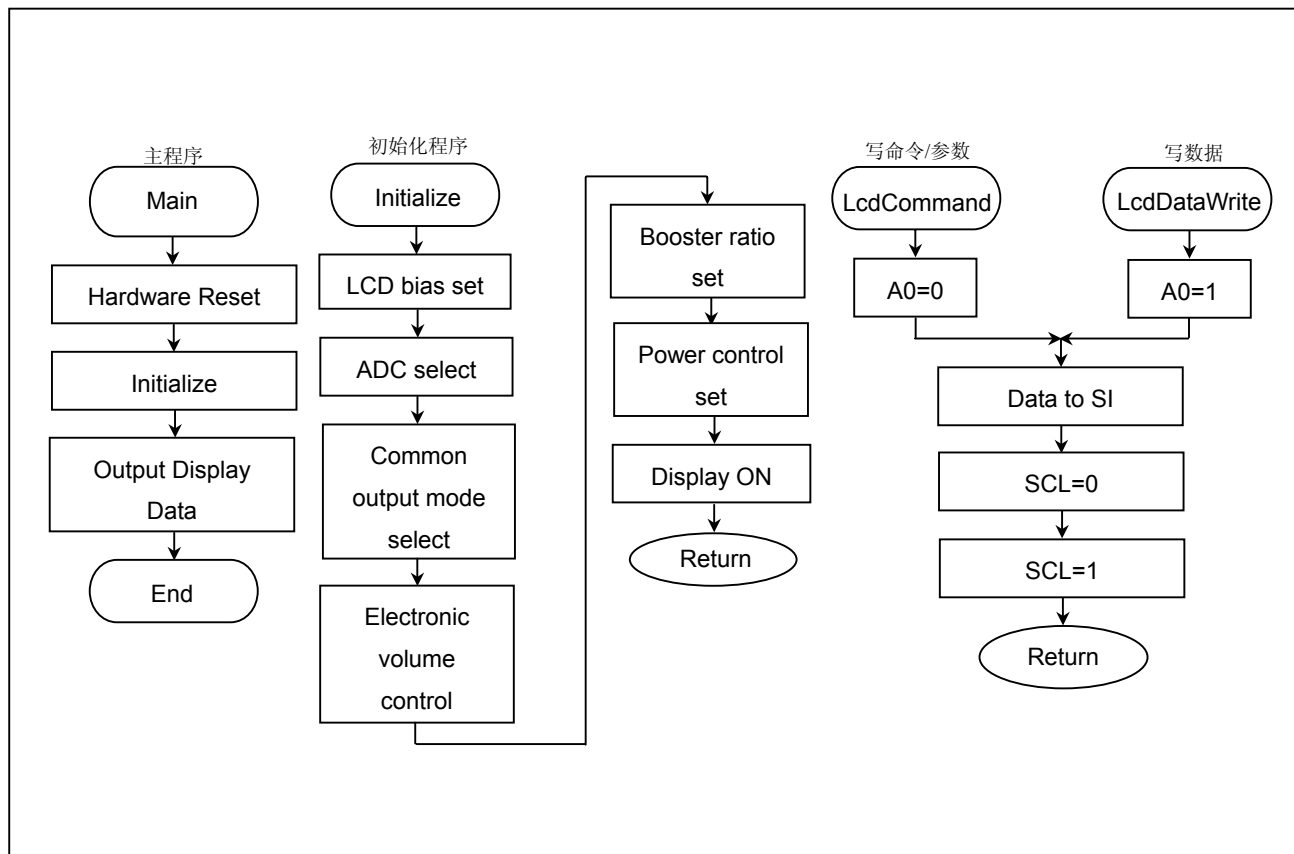 主程序
Main
Hardware Reset
Initialize
Output Display
Data
End
初始化程序
Initialize
LCD bias set
ADC select
Common
output mode
select
Electronic
volume
control
Booster ratio
set
Power control
set
Display ON
Return
写命令/参数
LcdCommand
A0=0
写数据
LcdDataWrite
A0=1
Data to SI
SCL=0
SCL=1
Return